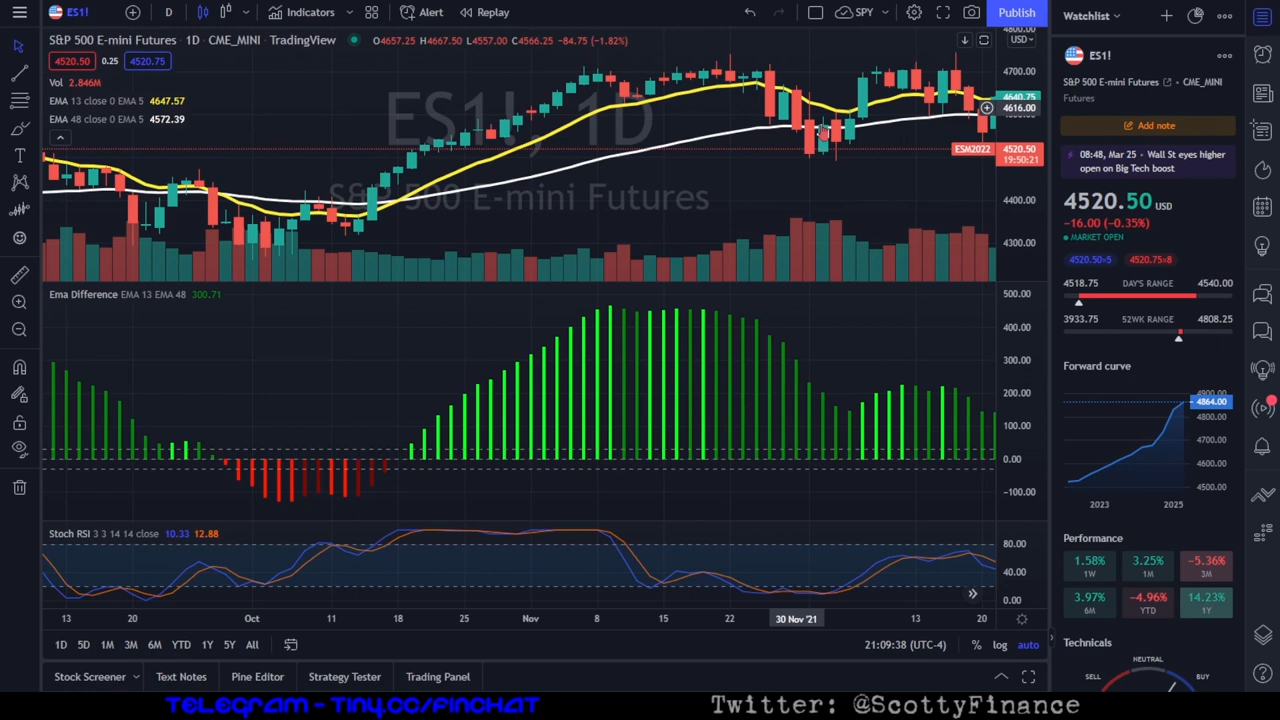 ES1!
D
Indicators
Alert
Replay
SPY
Publish
Watchlist
S&P 500 E-mini Futures · 1D · CME_MINI · TradingView
O4657.25 H4667.50 L4557.00 C4566.25 -84.75 (-1.82%)
USD
4520.50 0.25 4520.75
Vol 2.846M
EMA 13 close 0 EMA 5 4647.57
EMA 48 close 0 EMA 5 4572.39
ES1!, 1D
S&P 500 E-mini Futures
4800.00
4700.00
4640.75
4616.00
ESM2022 4520.50
19:50:21
4400.00
4300.00
Ema Difference EMA 13 EMA 48 300.71
500.00
400.00
300.00
200.00
100.00
0.00
-100.00
Stoch RSI 3 3 14 14 close 10.33 12.88
80.00
40.00
0.00
13 20 Oct 11 18 25 Nov 8 15 22 30 Nov '21 13 20
1D 5D 1M 3M 6M YTD 1Y 5Y All
21:09:38 (UTC-4) % log auto
Stock Screener Text Notes Pine Editor Strategy Tester Trading Panel
ES1!
S&P 500 E-mini Futures · CME_MINI
Futures
Add note
08:48, Mar 25 • Wall St eyes higher
open on Big Tech boost
4520.50 USD
-16.00 (-0.35%)
MARKET OPEN
4520.50×5 4520.75×8
4518.75 DAY'S RANGE 4540.00
3933.75 52WK RANGE 4808.25
Forward curve
4900.00
4864.00
4800.00
4700.00
4600.00
4500.00
2023 2025
Performance
1.58% 3.25% -5.36%
1W 1M 3M
3.97% -4.96% 14.23%
6M YTD 1Y
Technicals
NEUTRAL
SELL BUY
Telegram - Tiny.cc/FinChat
Twitter: @ScottyFinance